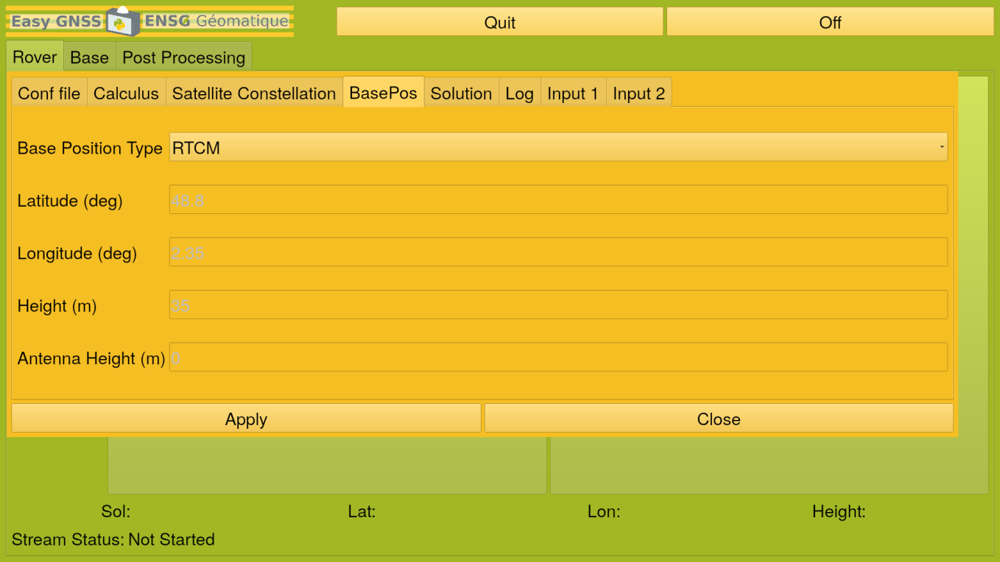 Easy GNSS ENSG Géomatique Quit Off
Rover Base Post Processing
Conf file Calculus Satellite Constellation BasePos Solution Log Input 1 Input 2
Base Position Type RTCM
Latitude (deg) 48.8
Longitude (deg) 2.35
Height (m) 35
Antenna Height (m) 0
Apply Close
Sol: Lat: Lon: Height:
Stream Status: Not Started